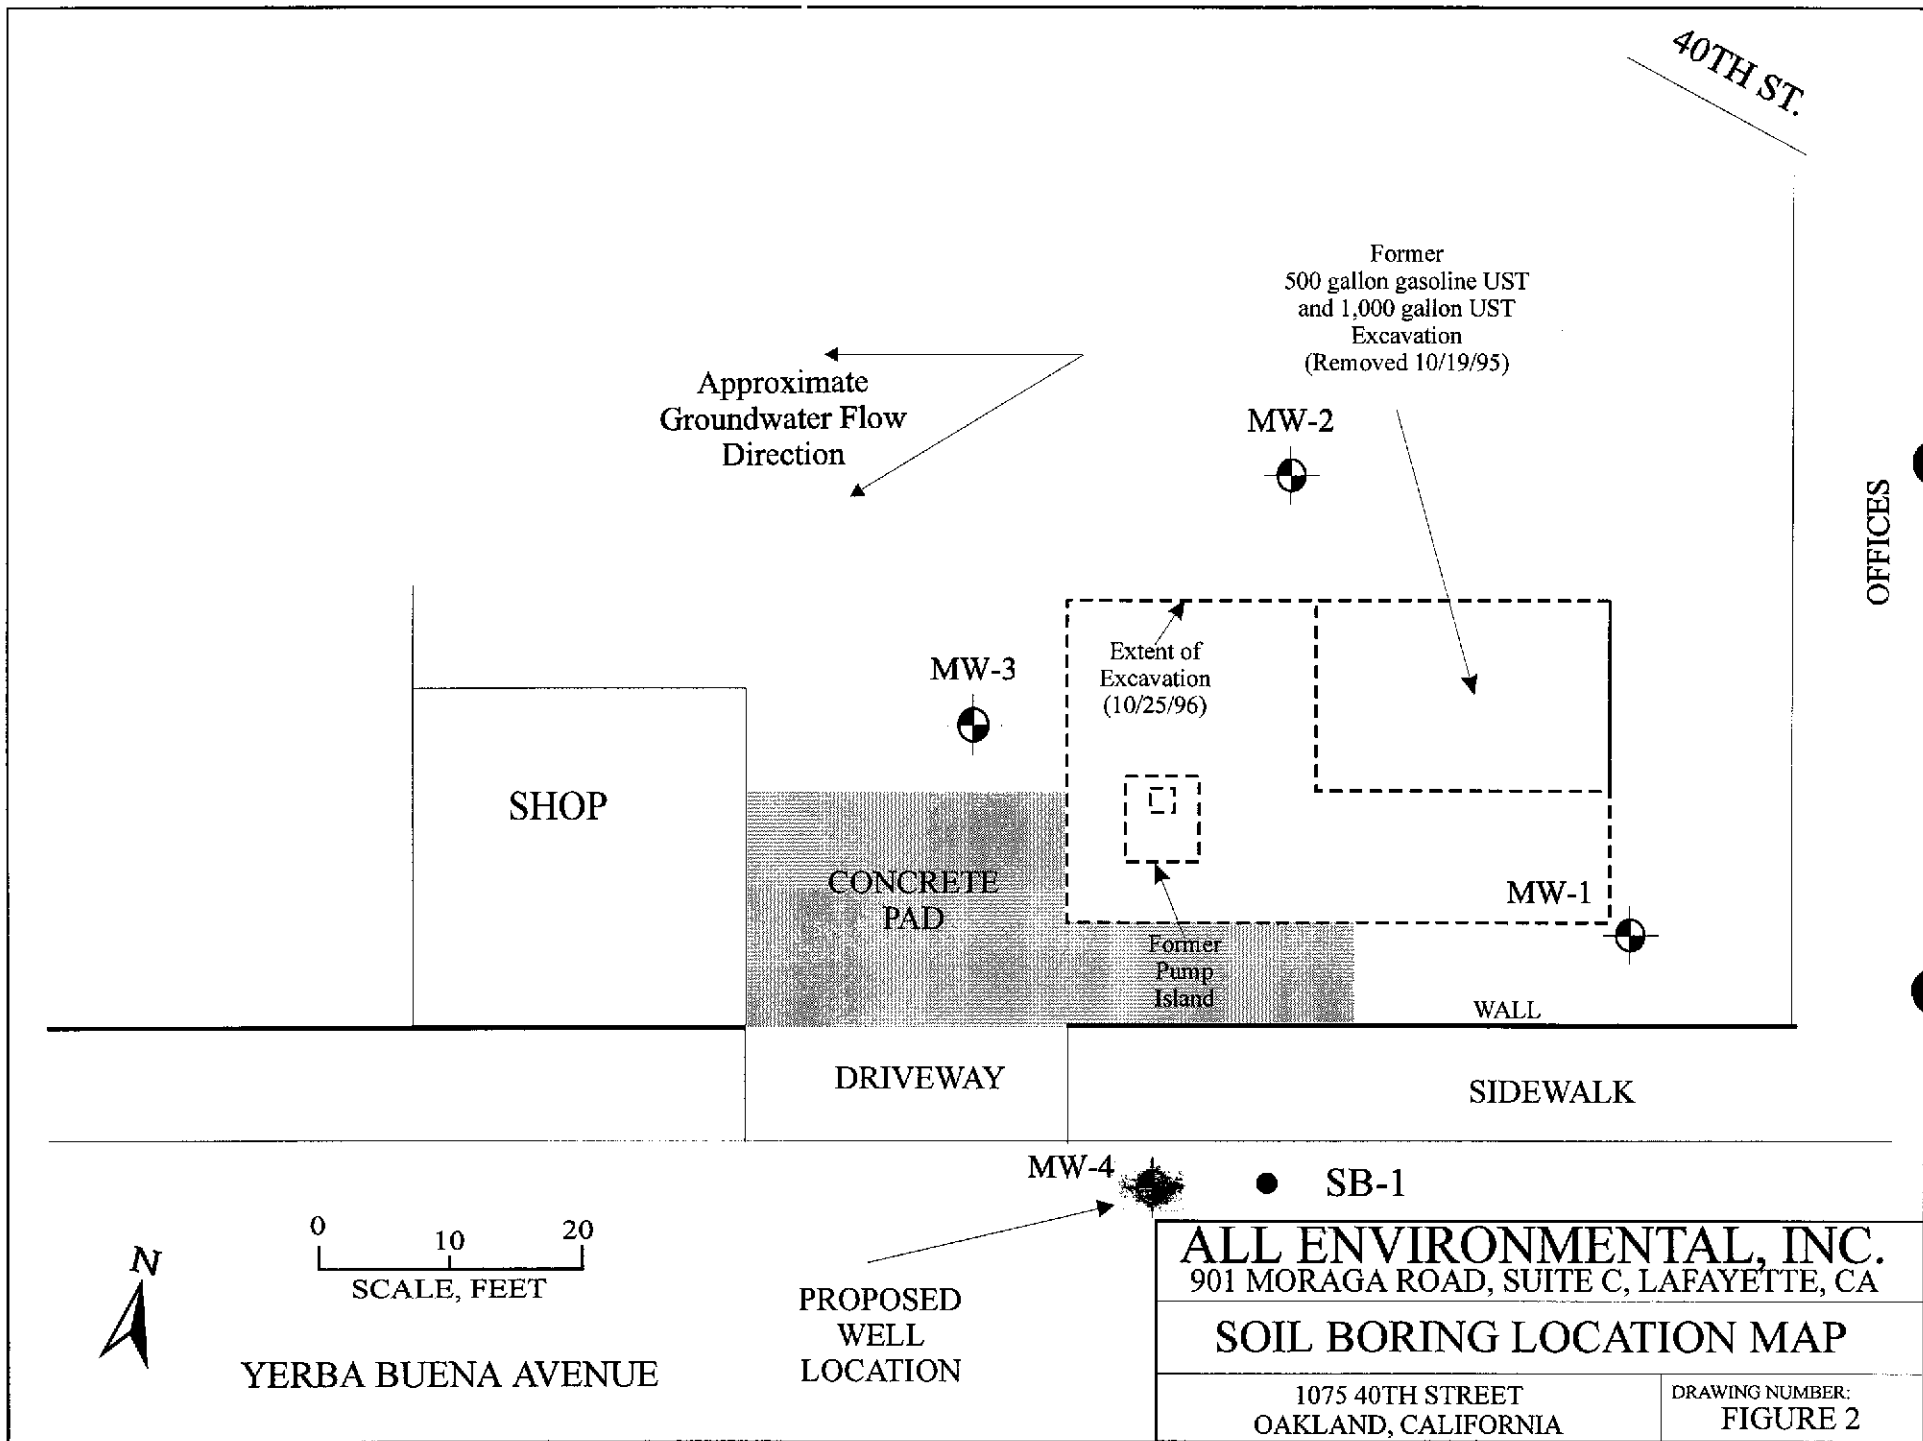 40TH ST.
Former
500 gallon gasoline UST
and 1,000 gallon UST
Excavation
(Removed 10/19/95)
Approximate
Groundwater Flow
Direction
MW-2
OFFICES
Extent of
Excavation
(10/25/96)
MW-3
SHOP
CONCRETE
PAD
MW-1
Former
Pump
Island
WALL
DRIVEWAY
SIDEWALK
MW-4
SB-1
0 10 20
SCALE, FEET
N
PROPOSED
WELL
LOCATION
YERBA BUENA AVENUE
ALL ENVIRONMENTAL, INC.
901 MORAGA ROAD, SUITE C, LAFAYETTE, CA
SOIL BORING LOCATION MAP
1075 40TH STREET
OAKLAND, CALIFORNIA
DRAWING NUMBER:
FIGURE 2